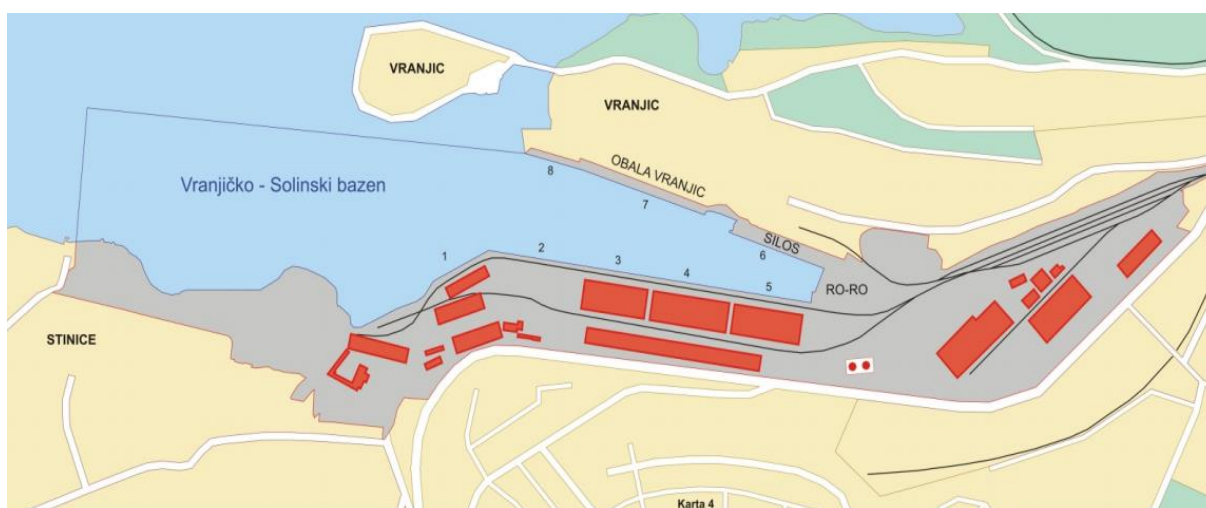 VRANJIC
VRANJIC
OBALA VRANJIC
8
7
Vranjičko - Solinski bazen
SILOS
6
1
2
3
4
5
RO-RO
STINICE
Karta 4